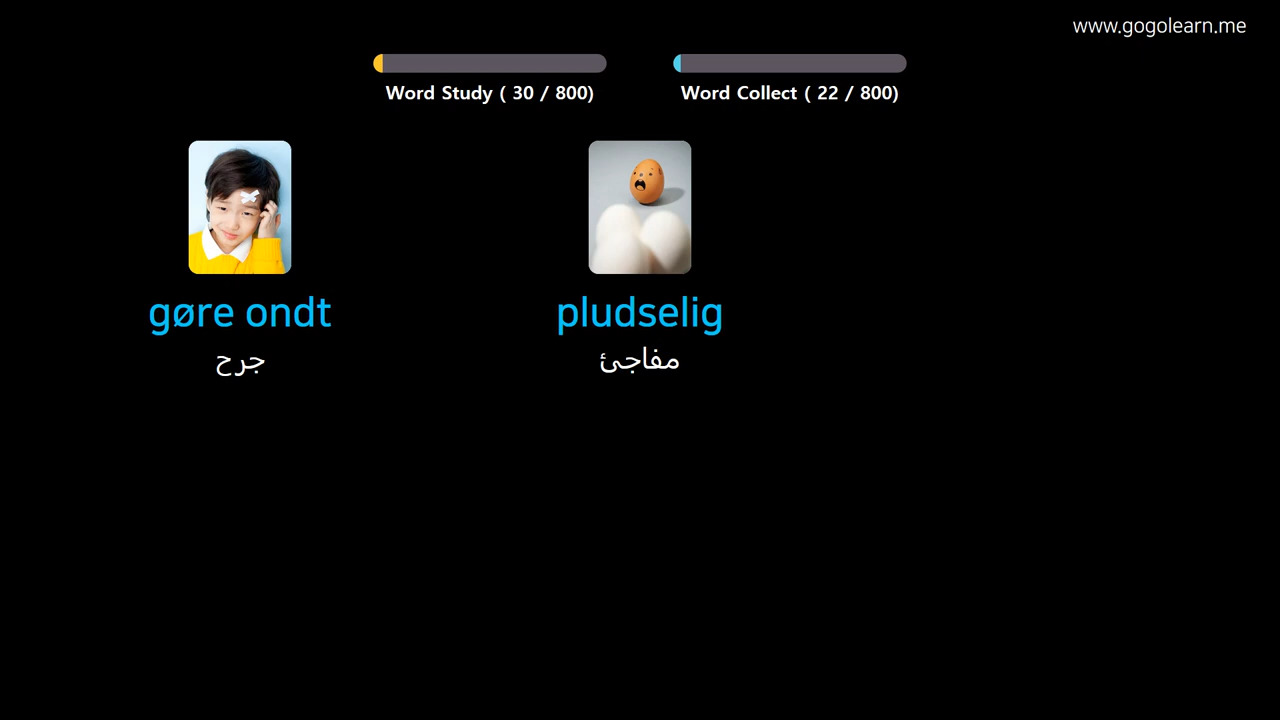 www.gogolearn.me
Word Study ( 30 / 800)
Word Collect ( 22 / 800)
gøre ondt
جرح
pludselig
مفاجئ